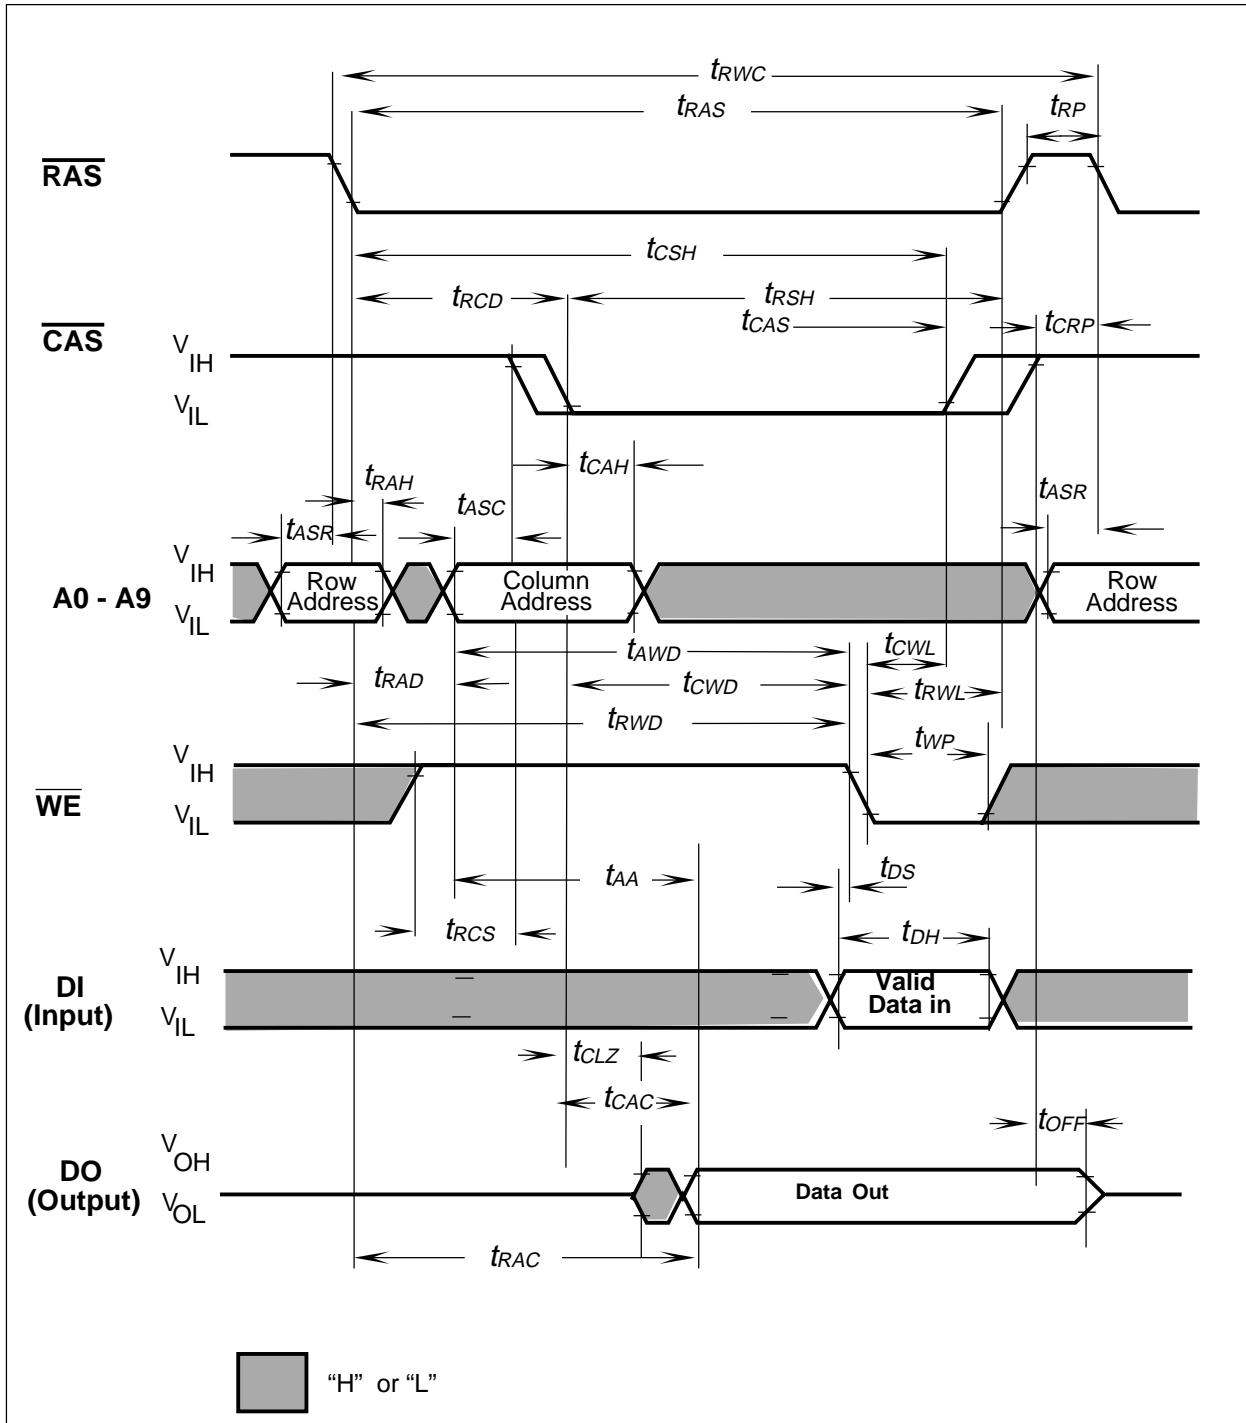 tRWC
tRAS
tRP
RAS
tCSH
tRCD
tRSH
tCAS
tCRP
CAS
VIH
VIL
tCAH
tRAH
tASC
tASR
tASR
VIH
A0 - A9
VIL
Row
Address
Column
Address
Row
Address
tAWD
tCWL
tRAD
tCWD
tRWL
tRWD
tWP
VIH
WE
VIL
tAA
tDS
tRCS
tDH
VIH
DI
(Input)
VIL
Valid
Data in
tCLZ
tCAC
tOFF
VOH
DO
(Output)
VOL
Data Out
tRAC
“H” or “L”